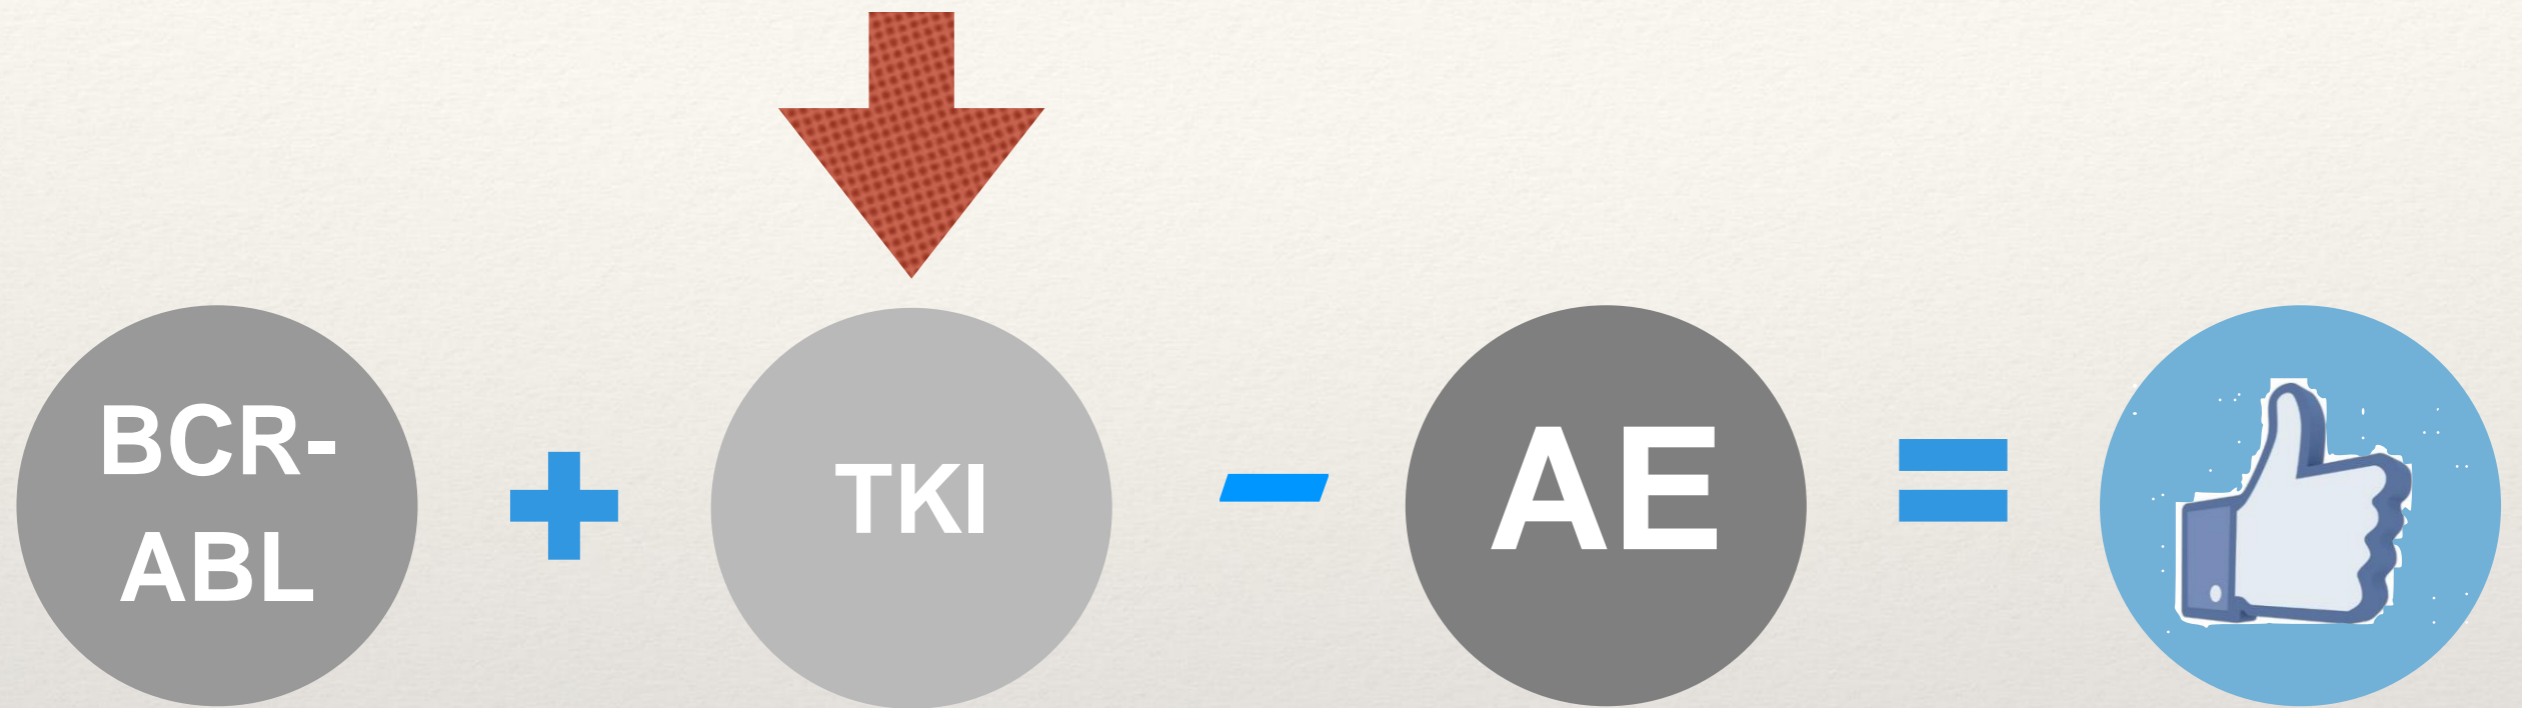 BCR-
ABL
+
TKI
-
AE
=